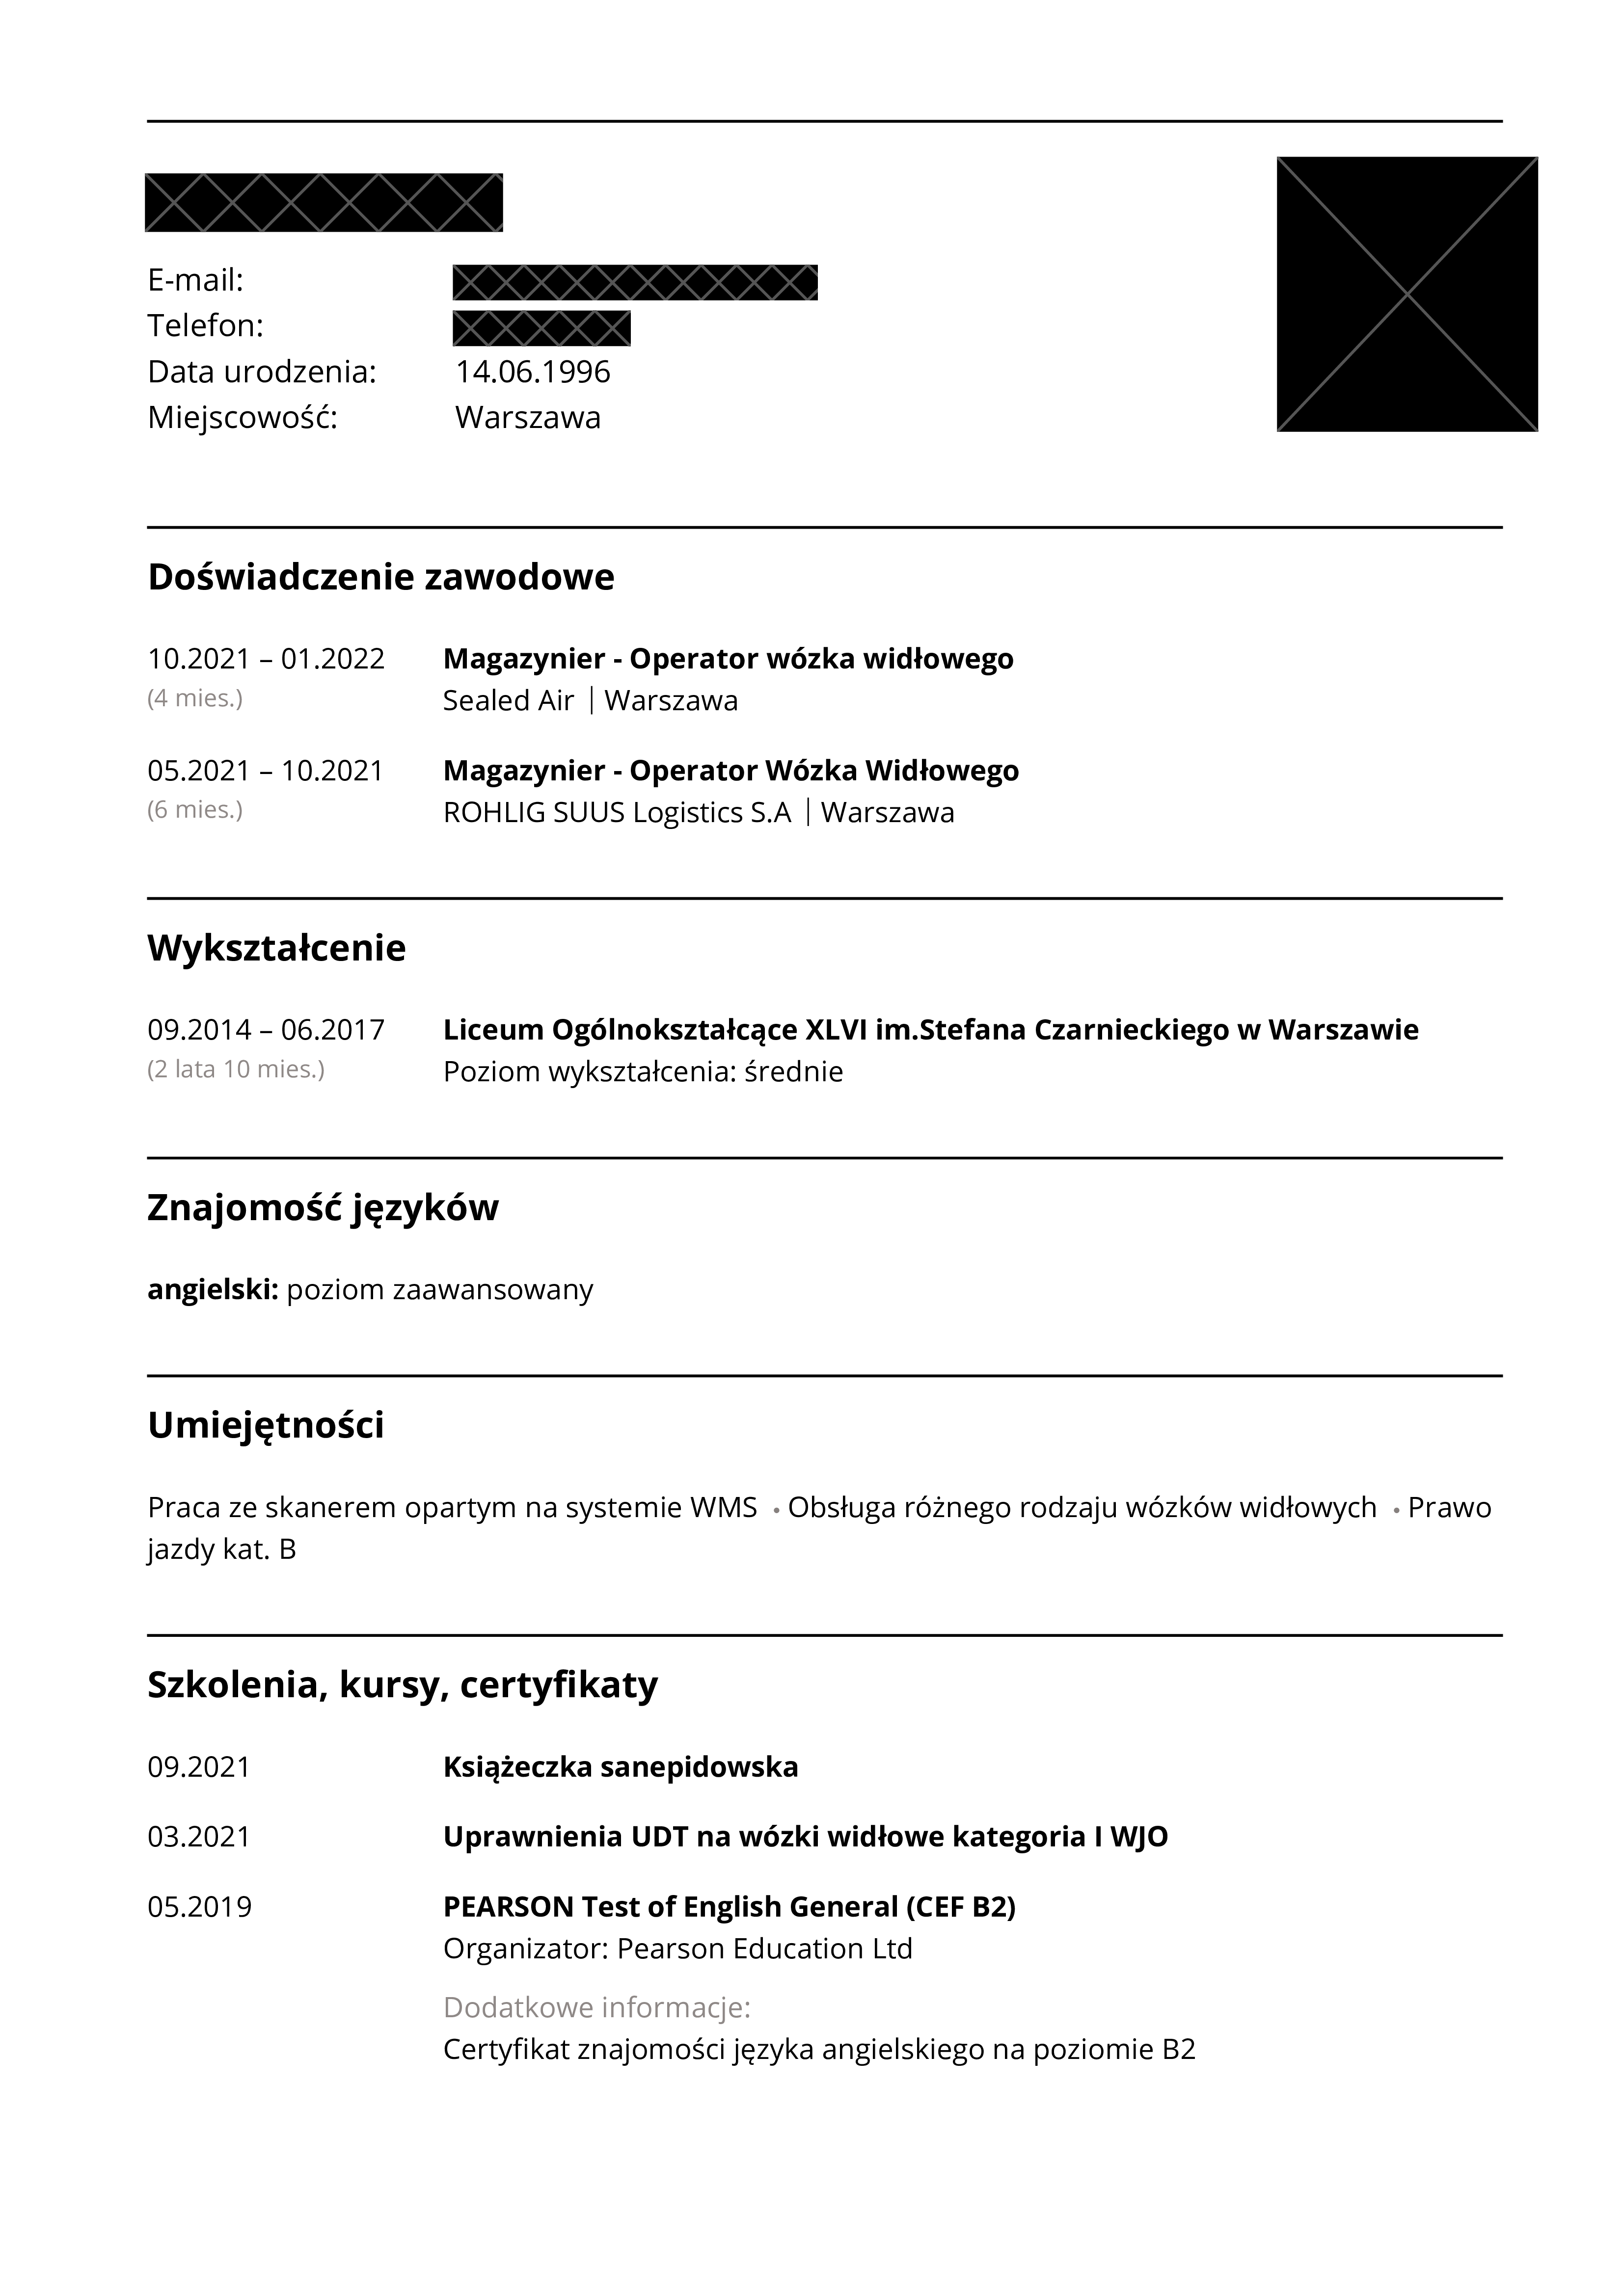 E-mail:
Telefon:
Data urodzenia: 14.06.1996
Miejscowość: Warszawa
Doświadczenie zawodowe
10.2021 – 01.2022 Magazynier - Operator wózka widłowego
(4 mies.) Sealed Air | Warszawa
05.2021 – 10.2021 Magazynier - Operator Wózka Widłowego
(6 mies.) ROHLIG SUUS Logistics S.A | Warszawa
Wykształcenie
09.2014 – 06.2017 Liceum Ogólnokształcące XLVI im.Stefana Czarnieckiego w Warszawie
(2 lata 10 mies.) Poziom wykształcenia: średnie
Znajomość języków
angielski: poziom zaawansowany
Umiejętności
Praca ze skanerem opartym na systemie WMS • Obsługa różnego rodzaju wózków widłowych • Prawo
jazdy kat. B
Szkolenia, kursy, certyfikaty
09.2021 Książeczka sanepidowska
03.2021 Uprawnienia UDT na wózki widłowe kategoria I WJO
05.2019 PEARSON Test of English General (CEF B2)
Organizator: Pearson Education Ltd
Dodatkowe informacje:
Certyfikat znajomości języka angielskiego na poziomie B2